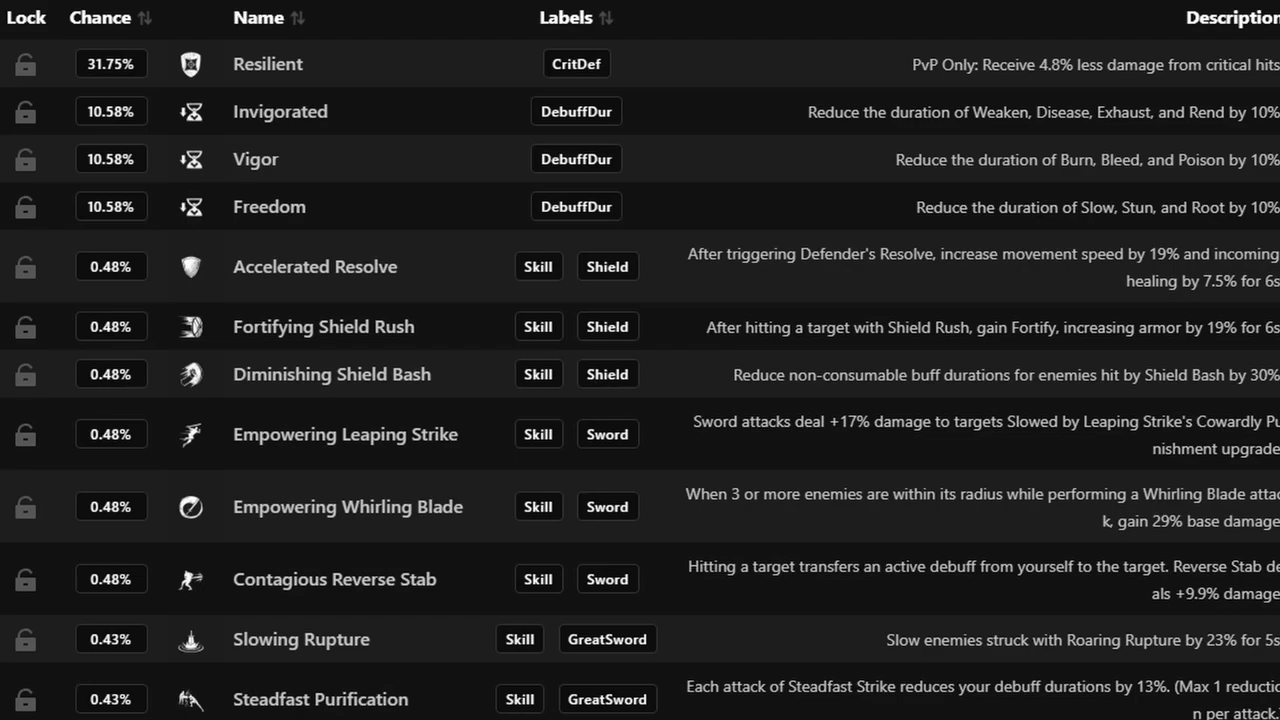 Lock Chance Name Labels Description
31.75% Resilient CritDef PvP Only: Receive 4.8% less damage from critical hits
10.58% Invigorated DebuffDur Reduce the duration of Weaken, Disease, Exhaust, and Rend by 10%
10.58% Vigor DebuffDur Reduce the duration of Burn, Bleed, and Poison by 10%
10.58% Freedom DebuffDur Reduce the duration of Slow, Stun, and Root by 10%
0.48% Accelerated Resolve Skill Shield After triggering Defender's Resolve, increase movement speed by 19% and incoming
healing by 7.5% for 6s
0.48% Fortifying Shield Rush Skill Shield After hitting a target with Shield Rush, gain Fortify, increasing armor by 19% for 6s
0.48% Diminishing Shield Bash Skill Shield Reduce non-consumable buff durations for enemies hit by Shield Bash by 30%
0.48% Empowering Leaping Strike Skill Sword Sword attacks deal +17% damage to targets Slowed by Leaping Strike's Cowardly Pu
nishment upgrade
0.48% Empowering Whirling Blade Skill Sword When 3 or more enemies are within its radius while performing a Whirling Blade attac
k, gain 29% base damage
0.48% Contagious Reverse Stab Skill Sword Hitting a target transfers an active debuff from yourself to the target. Reverse Stab de
als +9.9% damage
0.43% Slowing Rupture Skill GreatSword Slow enemies struck with Roaring Rupture by 23% for 5s
0.43% Steadfast Purification Skill GreatSword Each attack of Steadfast Strike reduces your debuff durations by 13%. (Max 1 reductio
n per attack